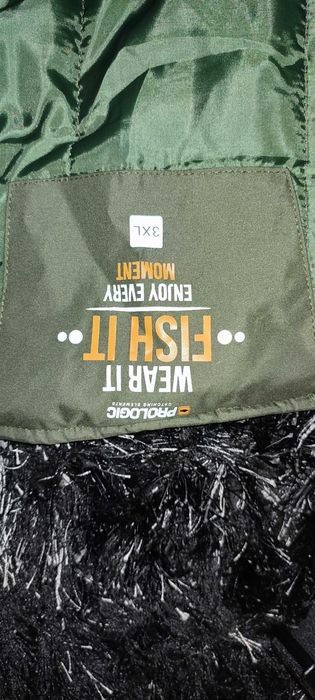 PROLOGIC
CATCHING ELEMENTS
WEAR IT
FISH IT
ENJOY EVERY
MOMENT
3XL